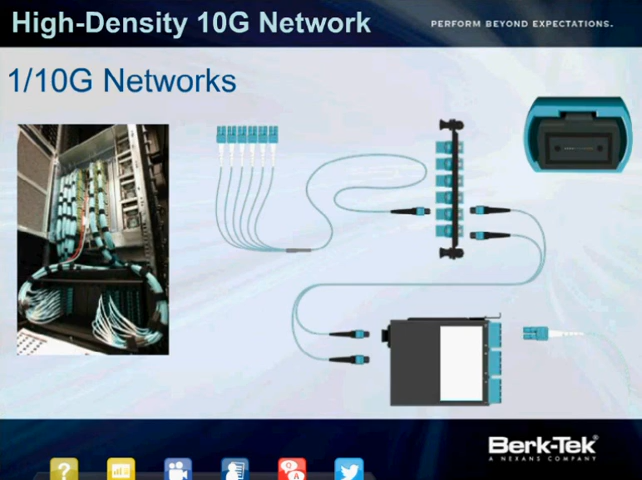 High-Density 10G Network
PERFORM BEYOND EXPECTATIONS.
1/10G Networks
Berk-Tek
A NEXANS COMPANY
?
Q
A